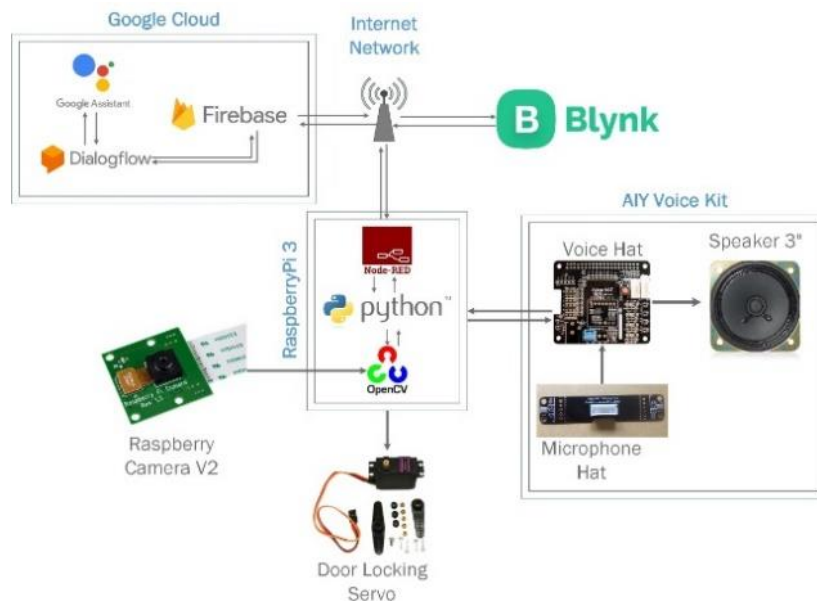 Google Cloud
Google Assistant
Dialogflow
Firebase
Internet
Network
B Blynk
RaspberryPi 3
Node-RED
python™
OpenCV
AIY Voice Kit
Voice Hat
Speaker 3"
Microphone
Hat
Raspberry
Camera V2
Door Locking
Servo